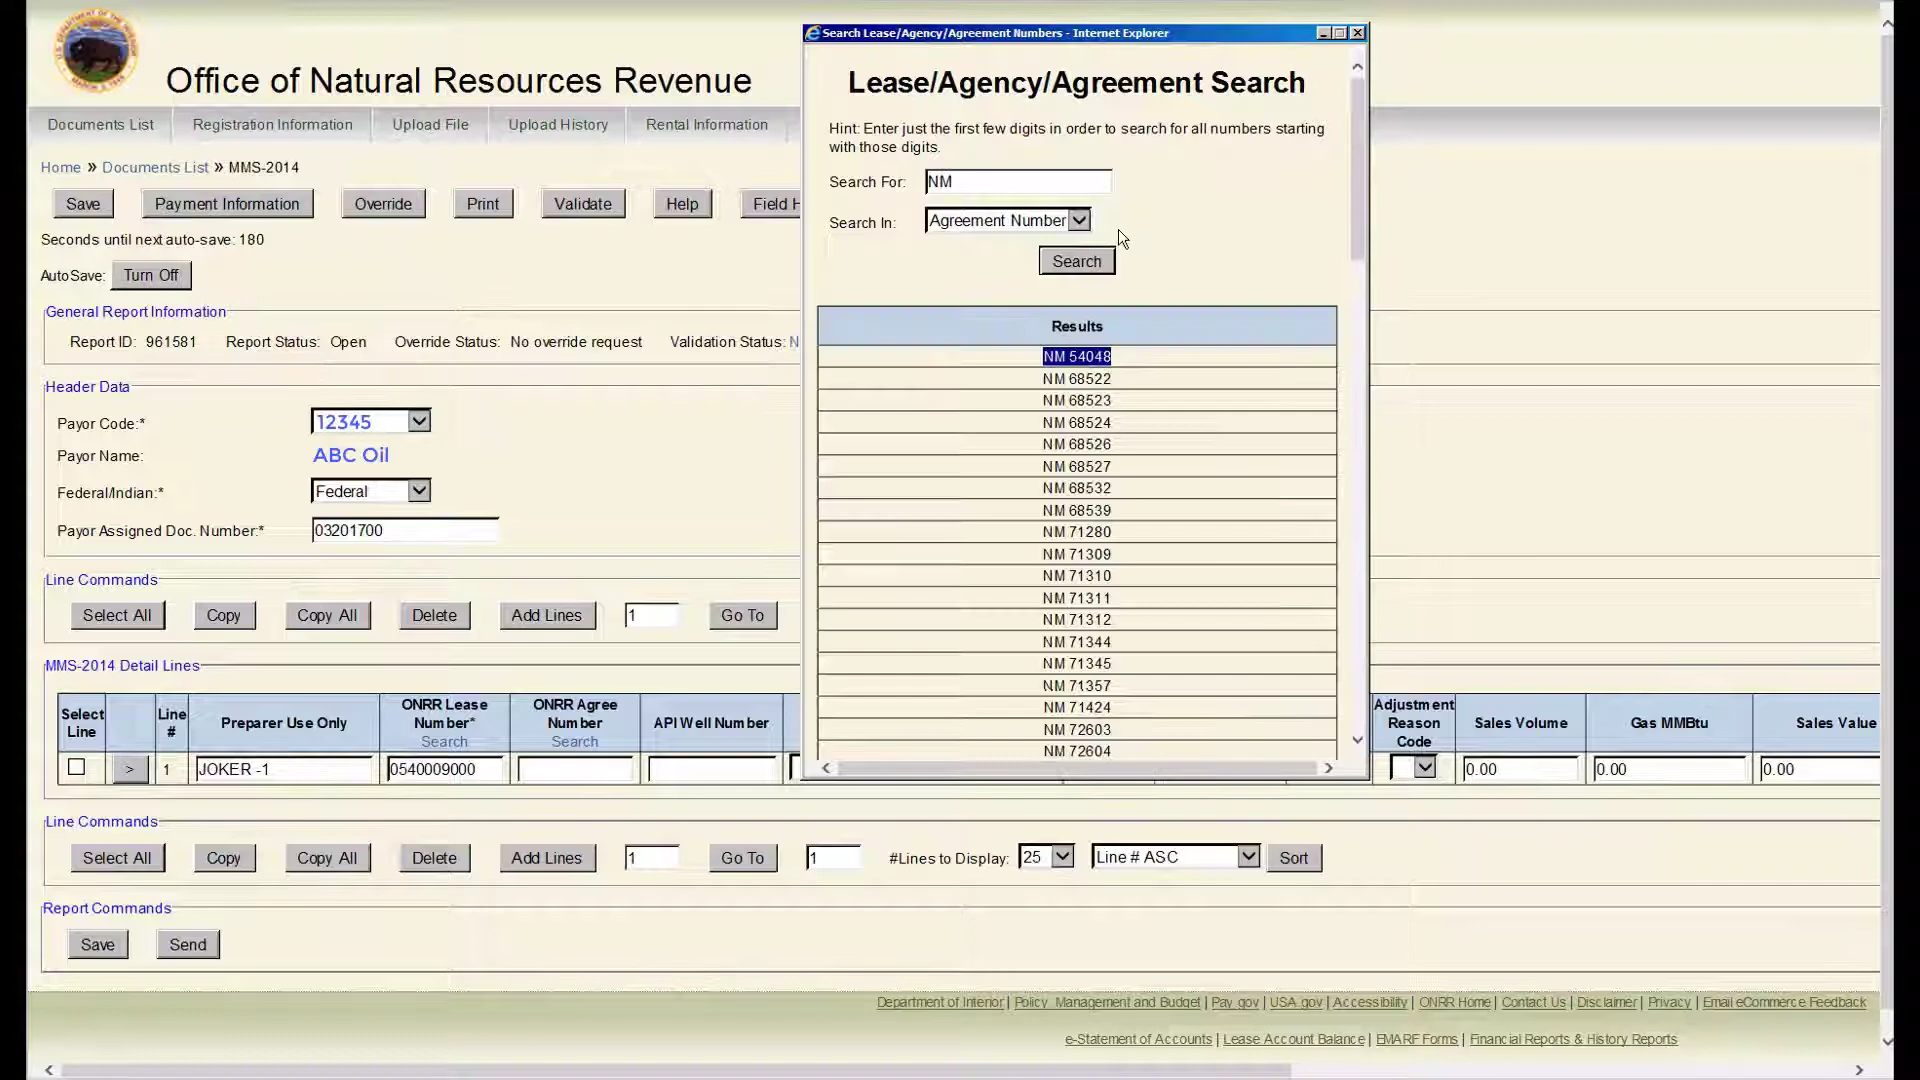 Office of Natural Resources Revenue
Documents List
Registration Information
Upload File
Upload History
Rental Information
Home » Documents List » MMS-2014
Save
Payment Information
Override
Print
Validate
Help
Field H
Seconds until next auto-save: 180
AutoSave: Turn Off
General Report Information
Report ID: 961581 Report Status: Open Override Status: No override request Validation Status: N
Header Data
Payor Code:* 12345
Payor Name: ABC Oil
Federal/Indian:* Federal
Payor Assigned Doc. Number:* 03201700
Line Commands
Select All Copy Copy All Delete Add Lines 1 Go To
MMS-2014 Detail Lines
Select Line
Line #
Preparer Use Only
ONRR Lease Number*
Search
ONRR Agree Number
Search
API Well Number
Adjustment Reason Code
Sales Volume
Gas MMBtu
Sales Value
> 1 JOKER -1 0540009000 0.00 0.00 0.00
Line Commands
Select All Copy Copy All Delete Add Lines 1 Go To 1 #Lines to Display: 25 Line # ASC Sort
Report Commands
Save Send
Department of Interior | Policy, Management and Budget | Pay.gov | USA.gov | Accessibility | ONRR Home | Contact Us | Disclaimer | Privacy | Email eCommerce Feedback
e-Statement of Accounts | Lease Account Balance | EMARF Forms | Financial Reports & History Reports
Search Lease/Agency/Agreement Numbers - Internet Explorer
Lease/Agency/Agreement Search
Hint: Enter just the first few digits in order to search for all numbers starting
with those digits.
Search For: NM
Search In: Agreement Number
Search
Results
NM 54048
NM 68522
NM 68523
NM 68524
NM 68526
NM 68527
NM 68532
NM 68539
NM 71280
NM 71309
NM 71310
NM 71311
NM 71312
NM 71344
NM 71345
NM 71357
NM 71424
NM 72603
NM 72604